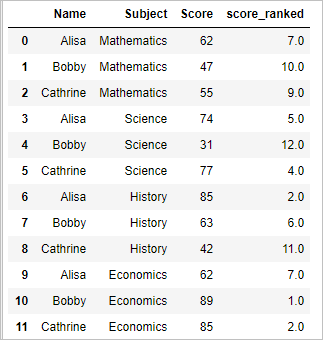 Name Subject Score score_ranked
0 Alisa Mathematics 62 7.0
1 Bobby Mathematics 47 10.0
2 Cathrine Mathematics 55 9.0
3 Alisa Science 74 5.0
4 Bobby Science 31 12.0
5 Cathrine Science 77 4.0
6 Alisa History 85 2.0
7 Bobby History 63 6.0
8 Cathrine History 42 11.0
9 Alisa Economics 62 7.0
10 Bobby Economics 89 1.0
11 Cathrine Economics 85 2.0